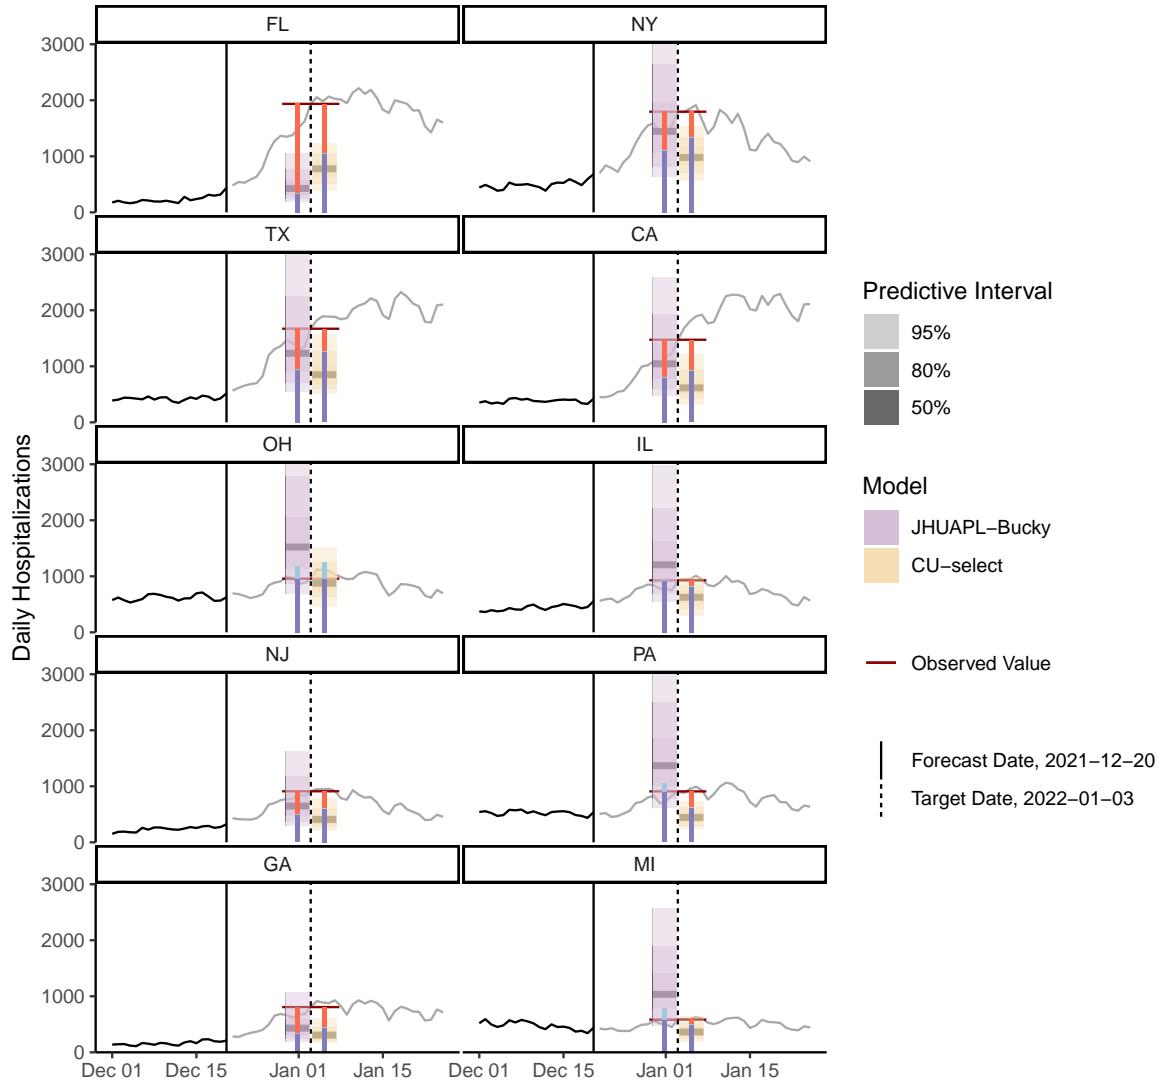 FL
NY
3000
2000
1000
0
TX
CA
3000
2000
1000
0
OH
IL
3000
2000
1000
0
NJ
PA
3000
2000
1000
0
GA
MI
3000
2000
1000
0
Dec 01
Dec 15
Jan 01
Jan 15
Dec 01
Dec 15
Jan 01
Jan 15
Daily Hospitalizations
Predictive Interval
95%
80%
50%
Model
JHUAPL−Bucky
CU−select
Observed Value
Forecast Date, 2021−12−20
Target Date, 2022−01−03